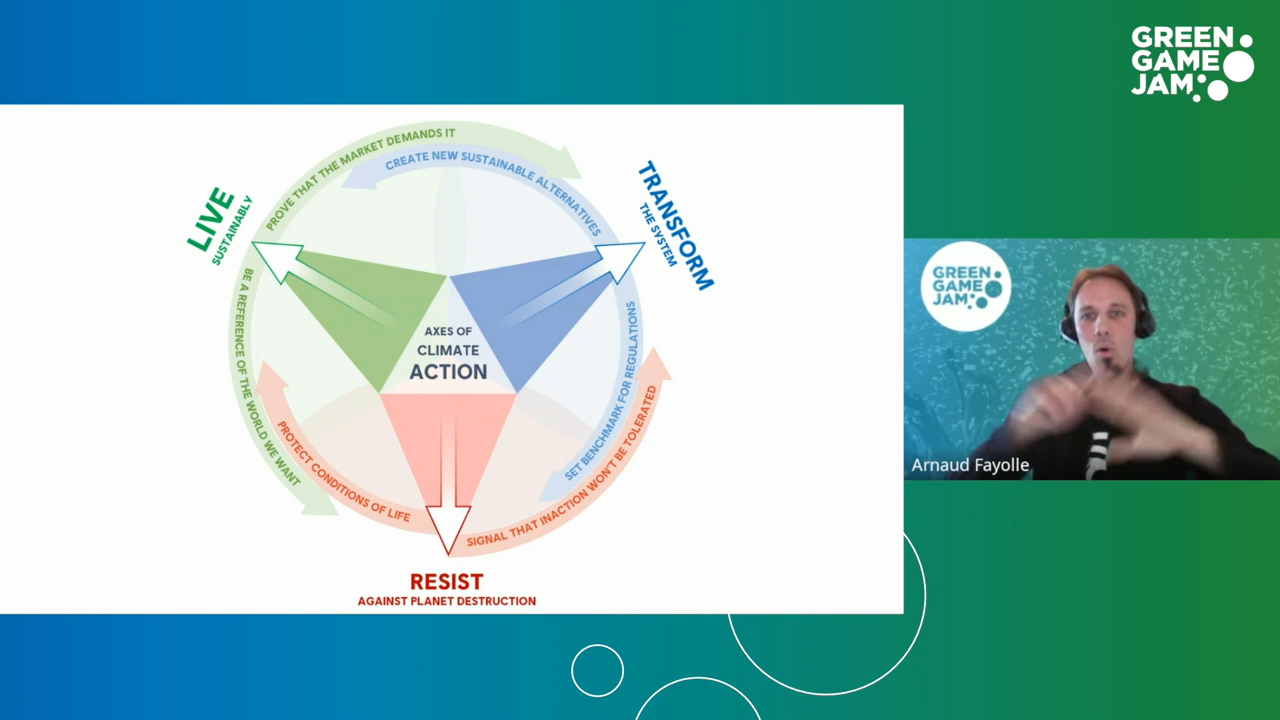 GREEN
GAME
JAM
PROVE THAT THE MARKET DEMANDS IT
CREATE NEW SUSTAINABLE ALTERNATIVES
LIVE
SUSTAINABLY
TRANSFORM
THE SYSTEM
AXES OF
CLIMATE
ACTION
BE A REFERENCE OF THE WORLD WE WANT
PROTECT CONDITIONS OF LIFE
SET BENCHMARK FOR REGULATIONS
SIGNAL THAT INACTION WON'T BE TOLERATED
RESIST
AGAINST PLANET DESTRUCTION
GREEN
GAME
JAM
Arnaud Fayolle